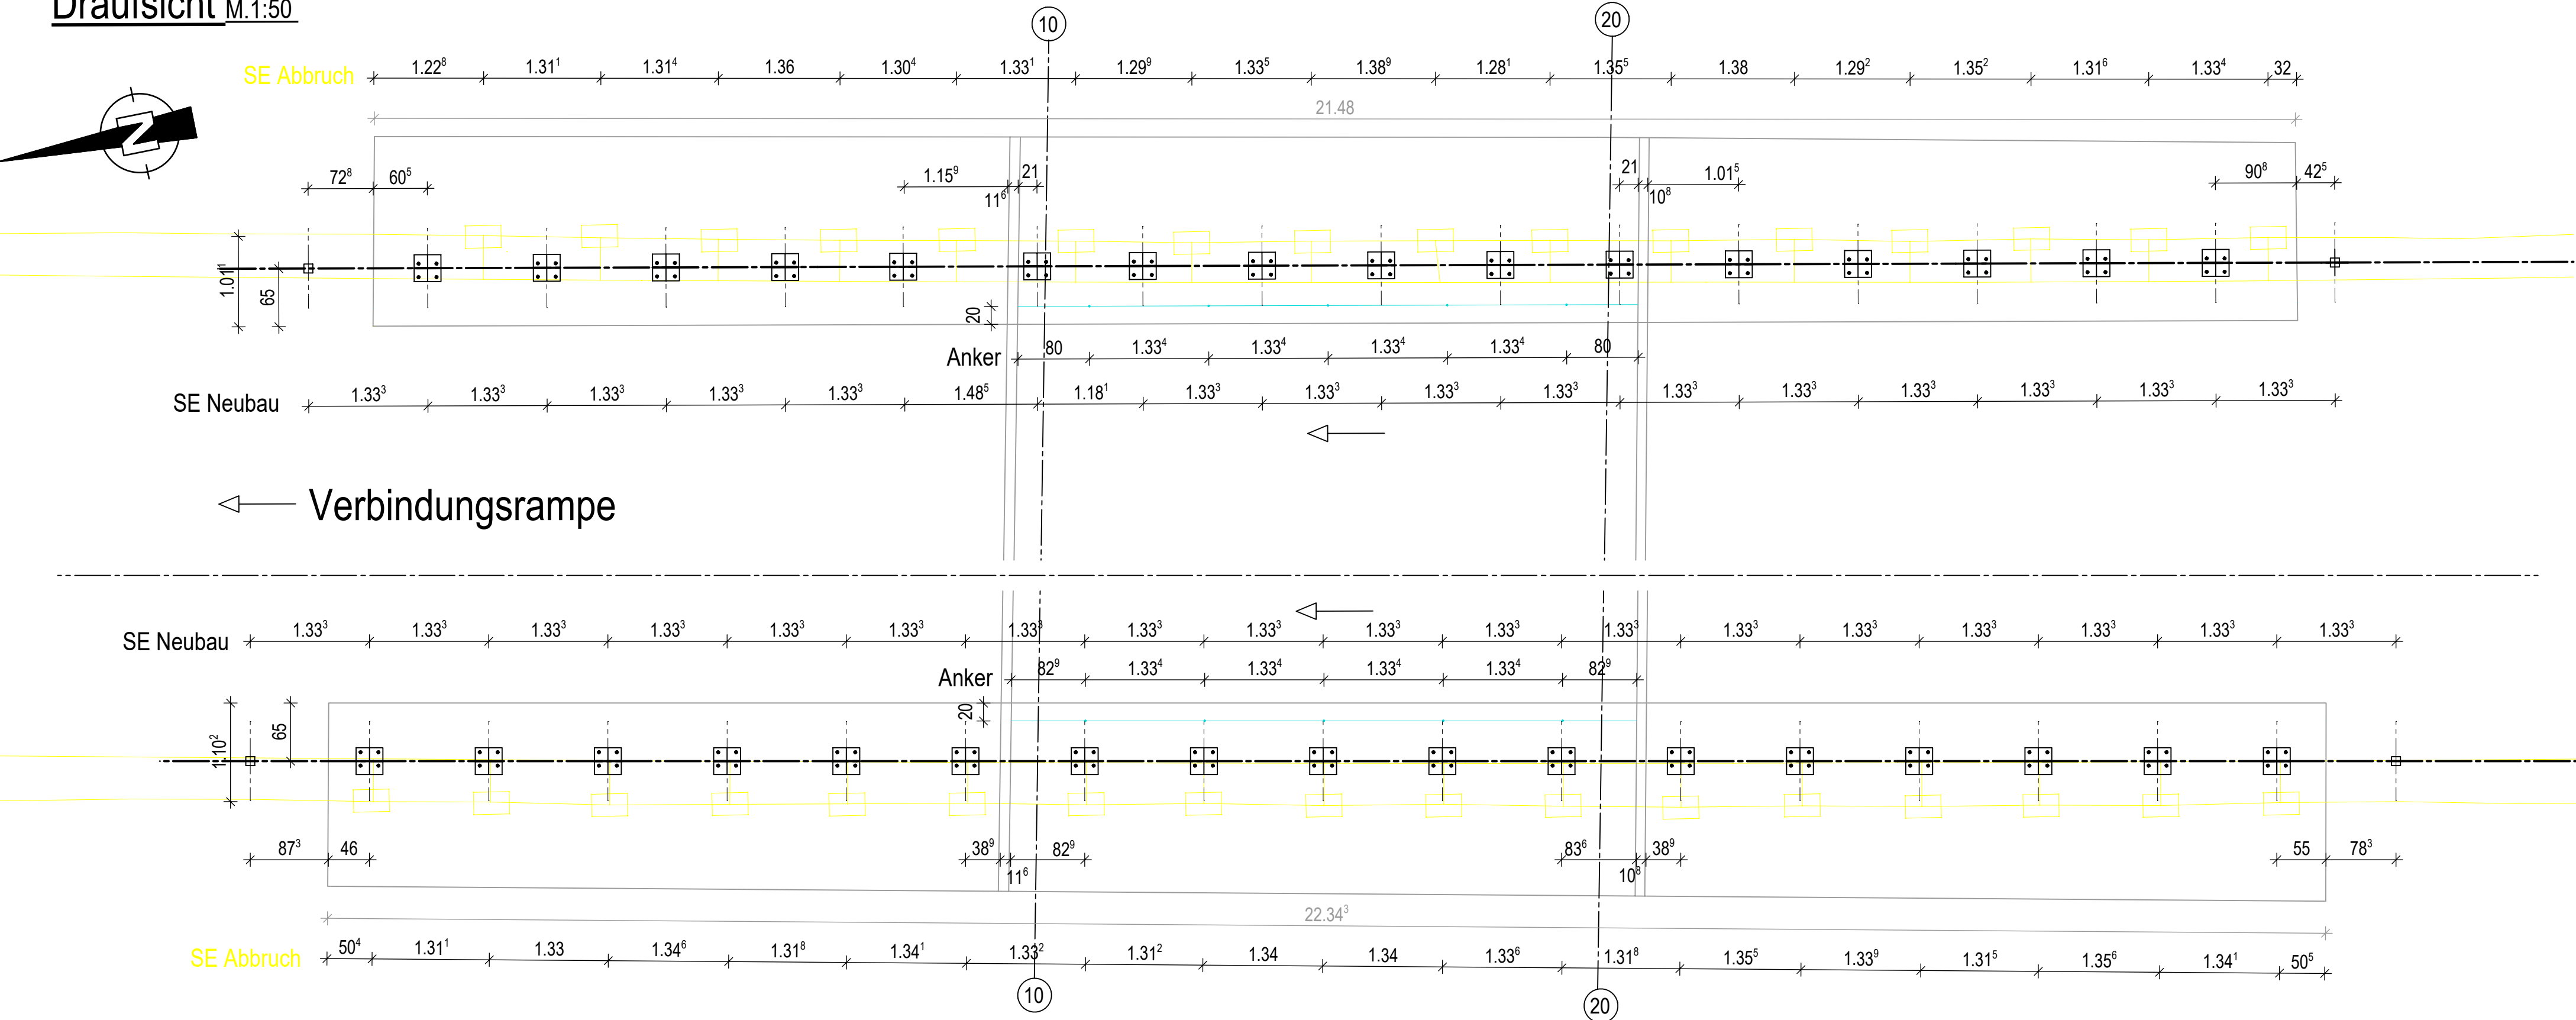 Draufsicht M.1:50
10 20
SE Abbruch 1.22⁸ 1.31¹ 1.31⁴ 1.36 1.30⁴ 1.33¹ 1.29⁹ 1.33⁵ 1.38⁹ 1.28¹ 1.35⁵ 1.38 1.29² 1.35² 1.31⁶ 1.33⁴ 32
21.48
N
72⁸ 60⁵ 1.15⁹ 11⁶ 21 21 10⁸ 1.01⁵ 90⁸ 42⁵
1.01¹ 65 20
Anker 80 1.33⁴ 1.33⁴ 1.33⁴ 1.33⁴ 80
SE Neubau 1.33³ 1.33³ 1.33³ 1.33³ 1.33³ 1.48⁵ 1.18¹ 1.33³ 1.33³ 1.33³ 1.33³ 1.33³ 1.33³ 1.33³ 1.33³ 1.33³ 1.33³
Verbindungsrampe
SE Neubau 1.33³ 1.33³ 1.33³ 1.33³ 1.33³ 1.33³ 1.33³ 1.33³ 1.33³ 1.33³ 1.33³ 1.33³ 1.33³ 1.33³ 1.33³ 1.33³ 1.33³ 1.33³
Anker 82⁹ 1.33⁴ 1.33⁴ 1.33⁴ 1.33⁴ 82⁹
1.10² 65 20
87³ 46 38⁹ 11⁶ 82⁹ 83⁶ 10⁸ 38⁹ 55 78³
22.34³
SE Abbruch 50⁴ 1.31¹ 1.33 1.34⁶ 1.31⁸ 1.34¹ 1.33² 1.31² 1.34 1.34 1.33⁶ 1.31⁸ 1.35⁵ 1.33⁹ 1.31⁵ 1.35⁶ 1.34¹ 50⁵
10 20